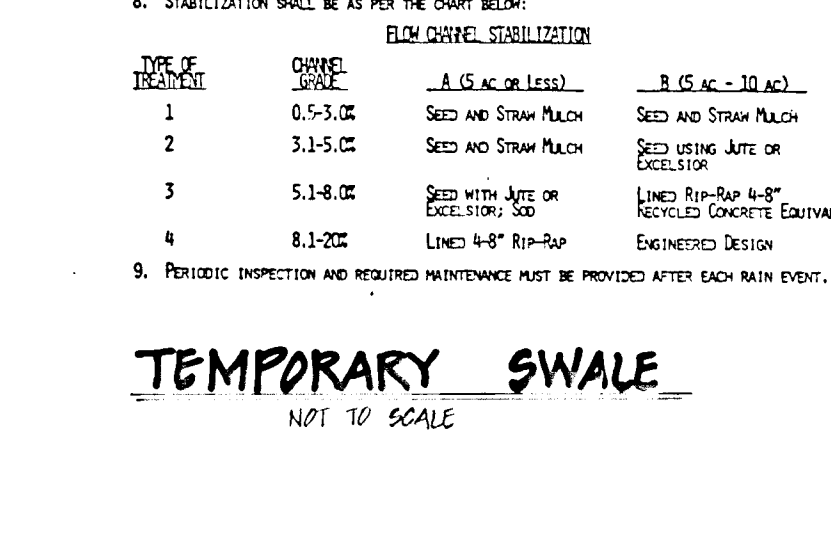 8. STABILIZATION SHALL BE AS PER THE CHART BELOW:
FLOW CHANNEL STABILIZATION
TYPE OF TREATMENT CHANNEL GRADE A (5 AC OR LESS) B (5 AC - 10 AC)
1 0.5-3.0% SEED AND STRAW MULCH SEED AND STRAW MULCH
2 3.1-5.0% SEED AND STRAW MULCH SEED USING JUTE OR
EXCELSIOR
3 5.1-8.0% SEED WITH JUTE OR LINED RIP-RAP 4-8"
EXCELSIOR; SOD RECYCLED CONCRETE EQUIVA
4 8.1-20% LINED 4-8" RIP-RAP ENGINEERED DESIGN
9. PERIODIC INSPECTION AND REQUIRED MAINTENANCE MUST BE PROVIDED AFTER EACH RAIN EVENT.
TEMPORARY SWALE
NOT TO SCALE